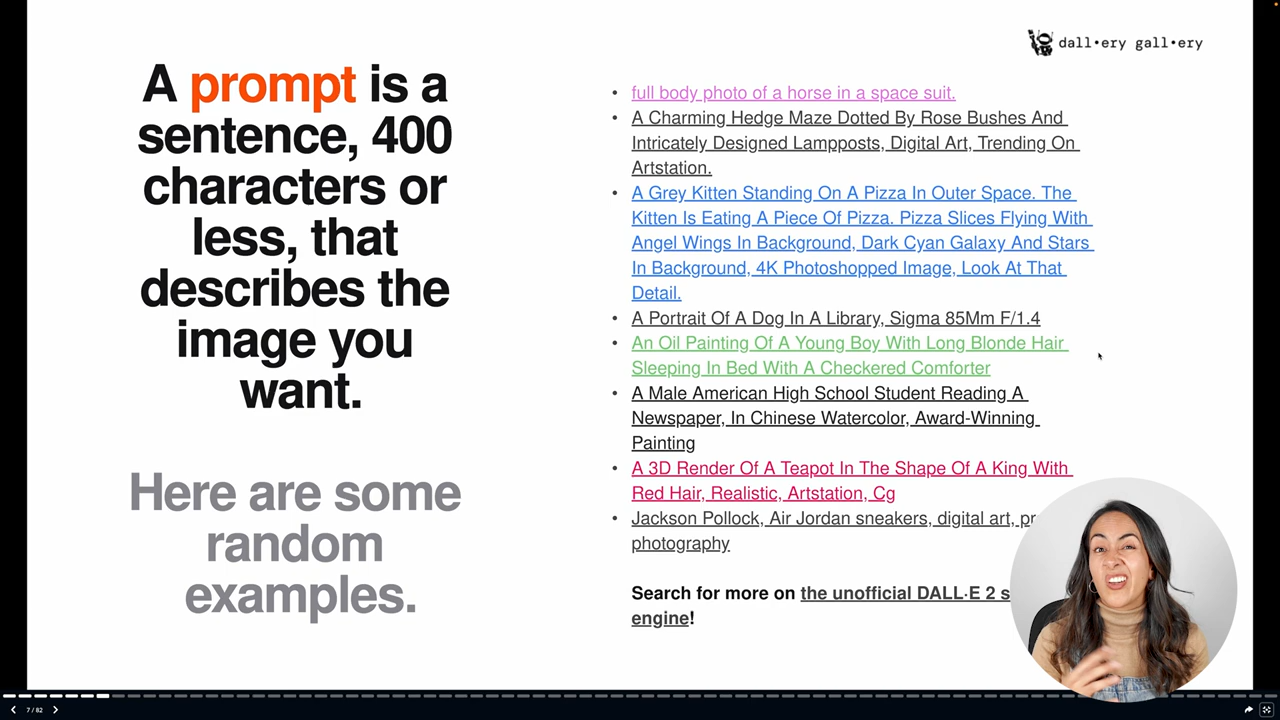 dall•ery gall•ery
A prompt is a
sentence, 400
characters or
less, that
describes the
image you
want.
Here are some
random
examples.
• full body photo of a horse in a space suit.
• A Charming Hedge Maze Dotted By Rose Bushes And
Intricately Designed Lampposts, Digital Art, Trending On
Artstation.
• A Grey Kitten Standing On A Pizza In Outer Space. The
Kitten Is Eating A Piece Of Pizza. Pizza Slices Flying With
Angel Wings In Background, Dark Cyan Galaxy And Stars
In Background, 4K Photoshopped Image, Look At That
Detail.
• A Portrait Of A Dog In A Library, Sigma 85Mm F/1.4
• An Oil Painting Of A Young Boy With Long Blonde Hair
Sleeping In Bed With A Checkered Comforter
• A Male American High School Student Reading A
Newspaper, In Chinese Watercolor, Award-Winning
Painting
• A 3D Render Of A Teapot In The Shape Of A King With
Red Hair, Realistic, Artstation, Cg
• Jackson Pollock, Air Jordan sneakers, digital art,
photography
Search for more on the unofficial DALL·E 2
engine!
7 / 82